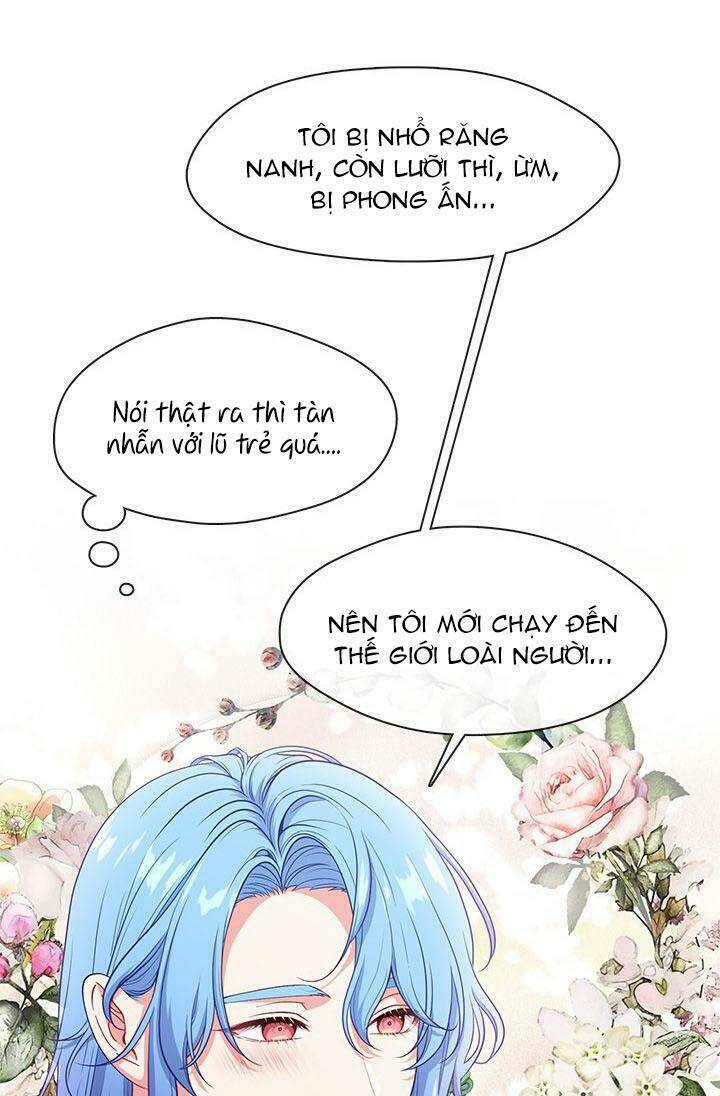 TÔI BỊ NHỔ RĂNG
NANH, CÒN LƯỠI THÌ, ỪM,
BỊ PHONG ẤN...
Nói thật ra thì tàn
nhẫn với lũ trẻ quá....
NÊN TÔI MỚI CHẠY ĐẾN
THẾ GIỚI LOÀI NGƯỜI...